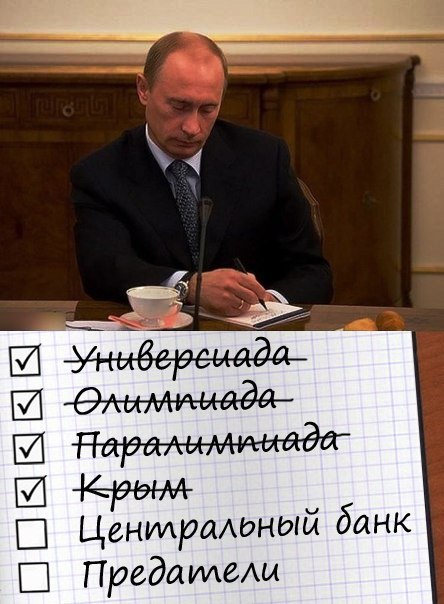 Универсиада
Олимпиада
Паралимпиада
Крым
Центральный банк
Предатели